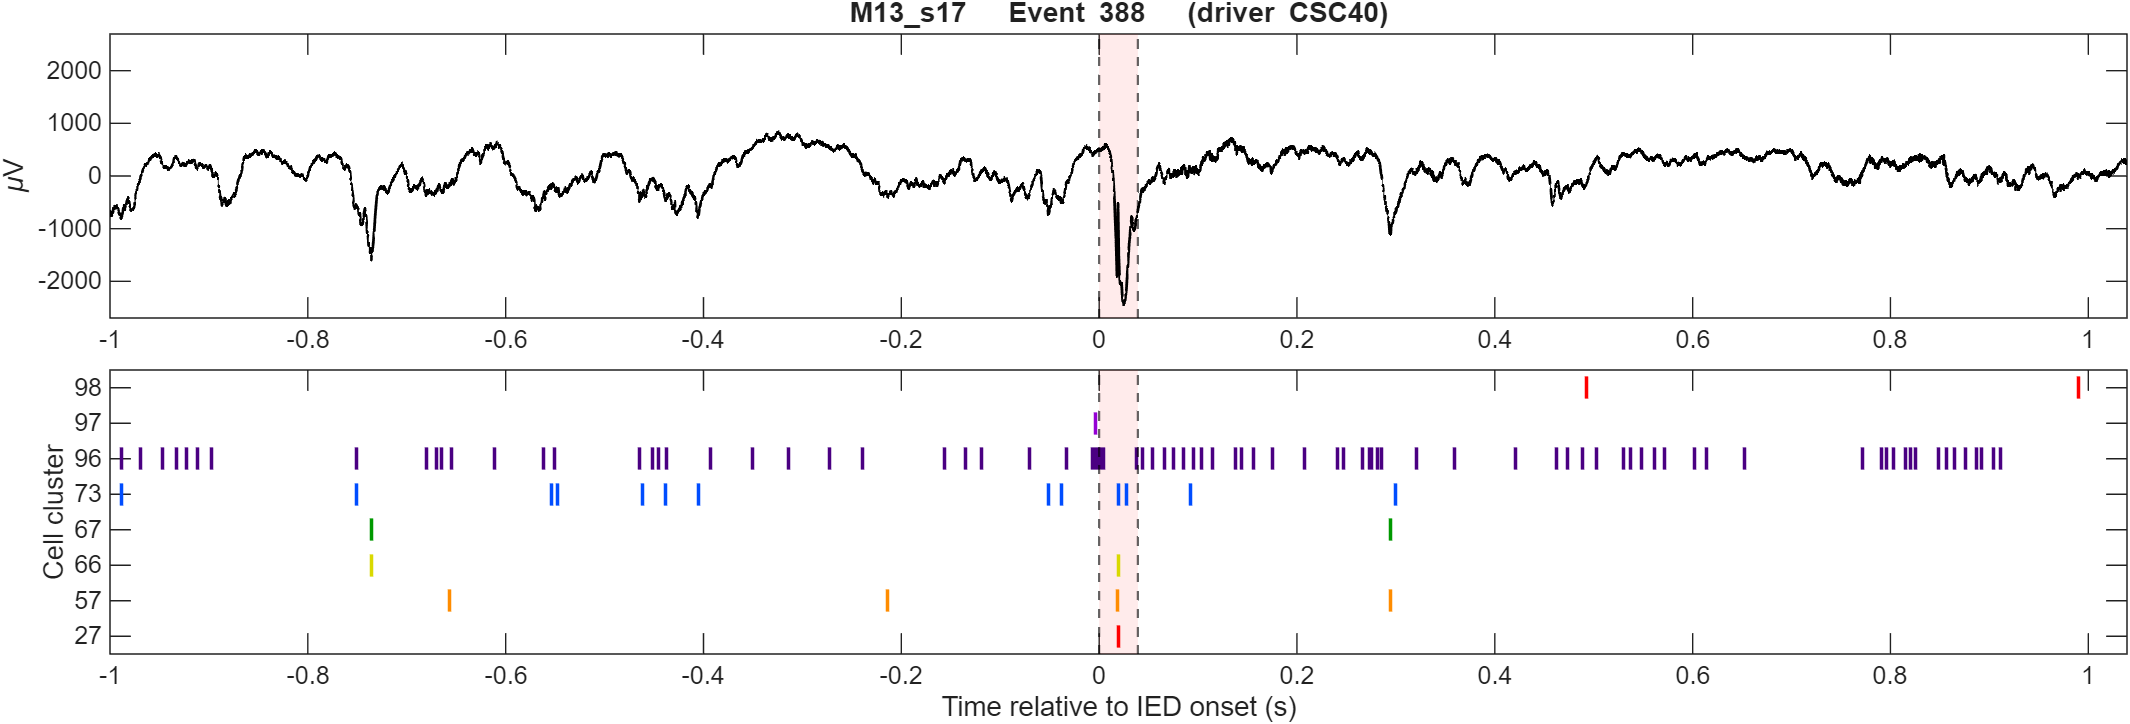 M13_s17 Event 388 (driver CSC40)
µV
2000
1000
0
-1000
-2000
-1 -0.8 -0.6 -0.4 -0.2 0 0.2 0.4 0.6 0.8 1
Cell cluster
98
97
96
73
67
66
57
27
-1 -0.8 -0.6 -0.4 -0.2 0 0.2 0.4 0.6 0.8 1
Time relative to IED onset (s)